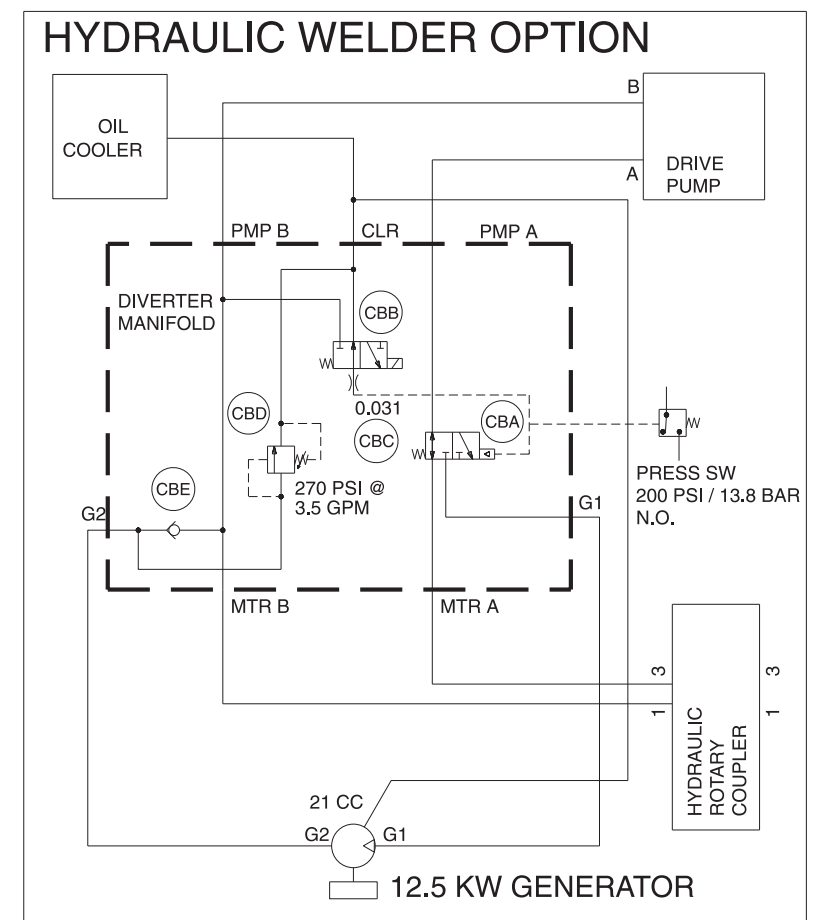 HYDRAULIC WELDER OPTION
OIL
COOLER
B
A
DRIVE
PUMP
PMP B
CLR
PMP A
DIVERTER
MANIFOLD
CBB
0.031
CBD
CBC
CBA
270 PSI @
3.5 GPM
CBE
G2
G1
PRESS SW
200 PSI / 13.8 BAR
N.O.
MTR B
MTR A
3
1
HYDRAULIC
ROTARY
COUPLER
3
1
21 CC
G2
G1
12.5 KW GENERATOR